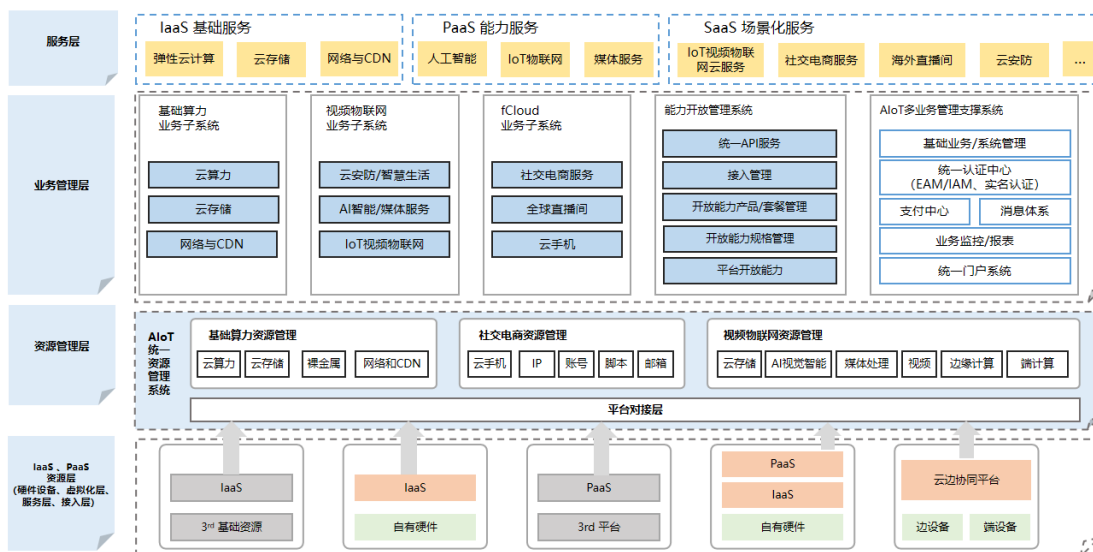 服务层
IaaS 基础服务
弹性云计算
云存储
网络与CDN
PaaS 能力服务
人工智能
IoT物联网
媒体服务
SaaS 场景化服务
IoT视频物联
网云服务
社交电商服务
海外直播间
云安防
...
业务管理层
基础算力
业务子系统
云算力
云存储
网络与CDN
视频物联网
业务子系统
云安防/智慧生活
AI智能/媒体服务
IoT视频物联网
fCloud
业务子系统
社交电商服务
全球直播间
云手机
能力开放管理系统
统一API服务
接入管理
开放能力产品/套餐管理
开放能力规格管理
平台开放能力
AIoT多业务管理支撑系统
基础业务/系统管理
统一认证中心
(EAM/IAM、实名认证)
支付中心
消息体系
业务监控/报表
统一门户系统
资源管理层
AIoT
统一
资源
管理
系统
基础算力资源管理
云算力
云存储
裸金属
网络和CDN
社交电商资源管理
云手机
IP
账号
脚本
邮箱
视频物联网资源管理
云存储
AI视觉智能
媒体处理
视频
边缘计算
端计算
平台对接层
IaaS 、PaaS
资源层
(硬件设备、虚拟化层、
服务层、接入层)
IaaS
3rd 基础资源
IaaS
自有硬件
PaaS
3rd 平台
PaaS
IaaS
自有硬件
云边协同平台
边设备
端设备